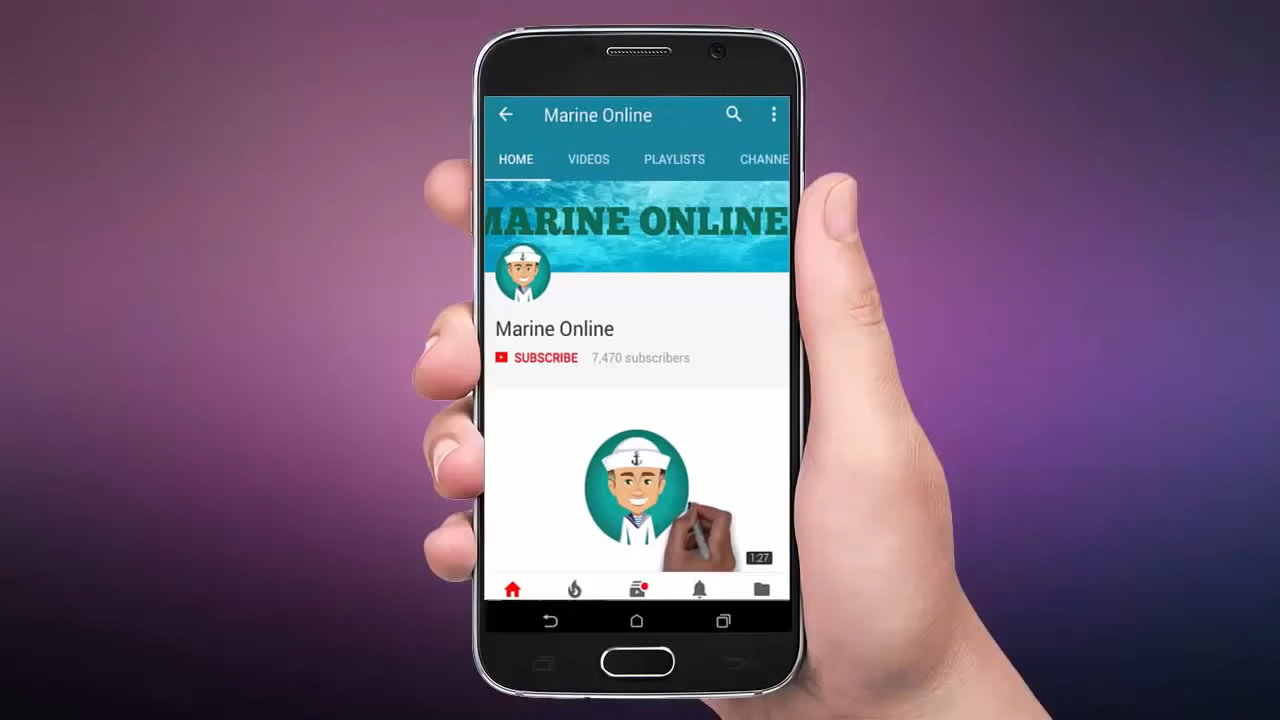 Marine Online
HOME VIDEOS PLAYLISTS CHANNE
MARINE ONLINE
Marine Online
SUBSCRIBE 7,470 subscribers
1:27